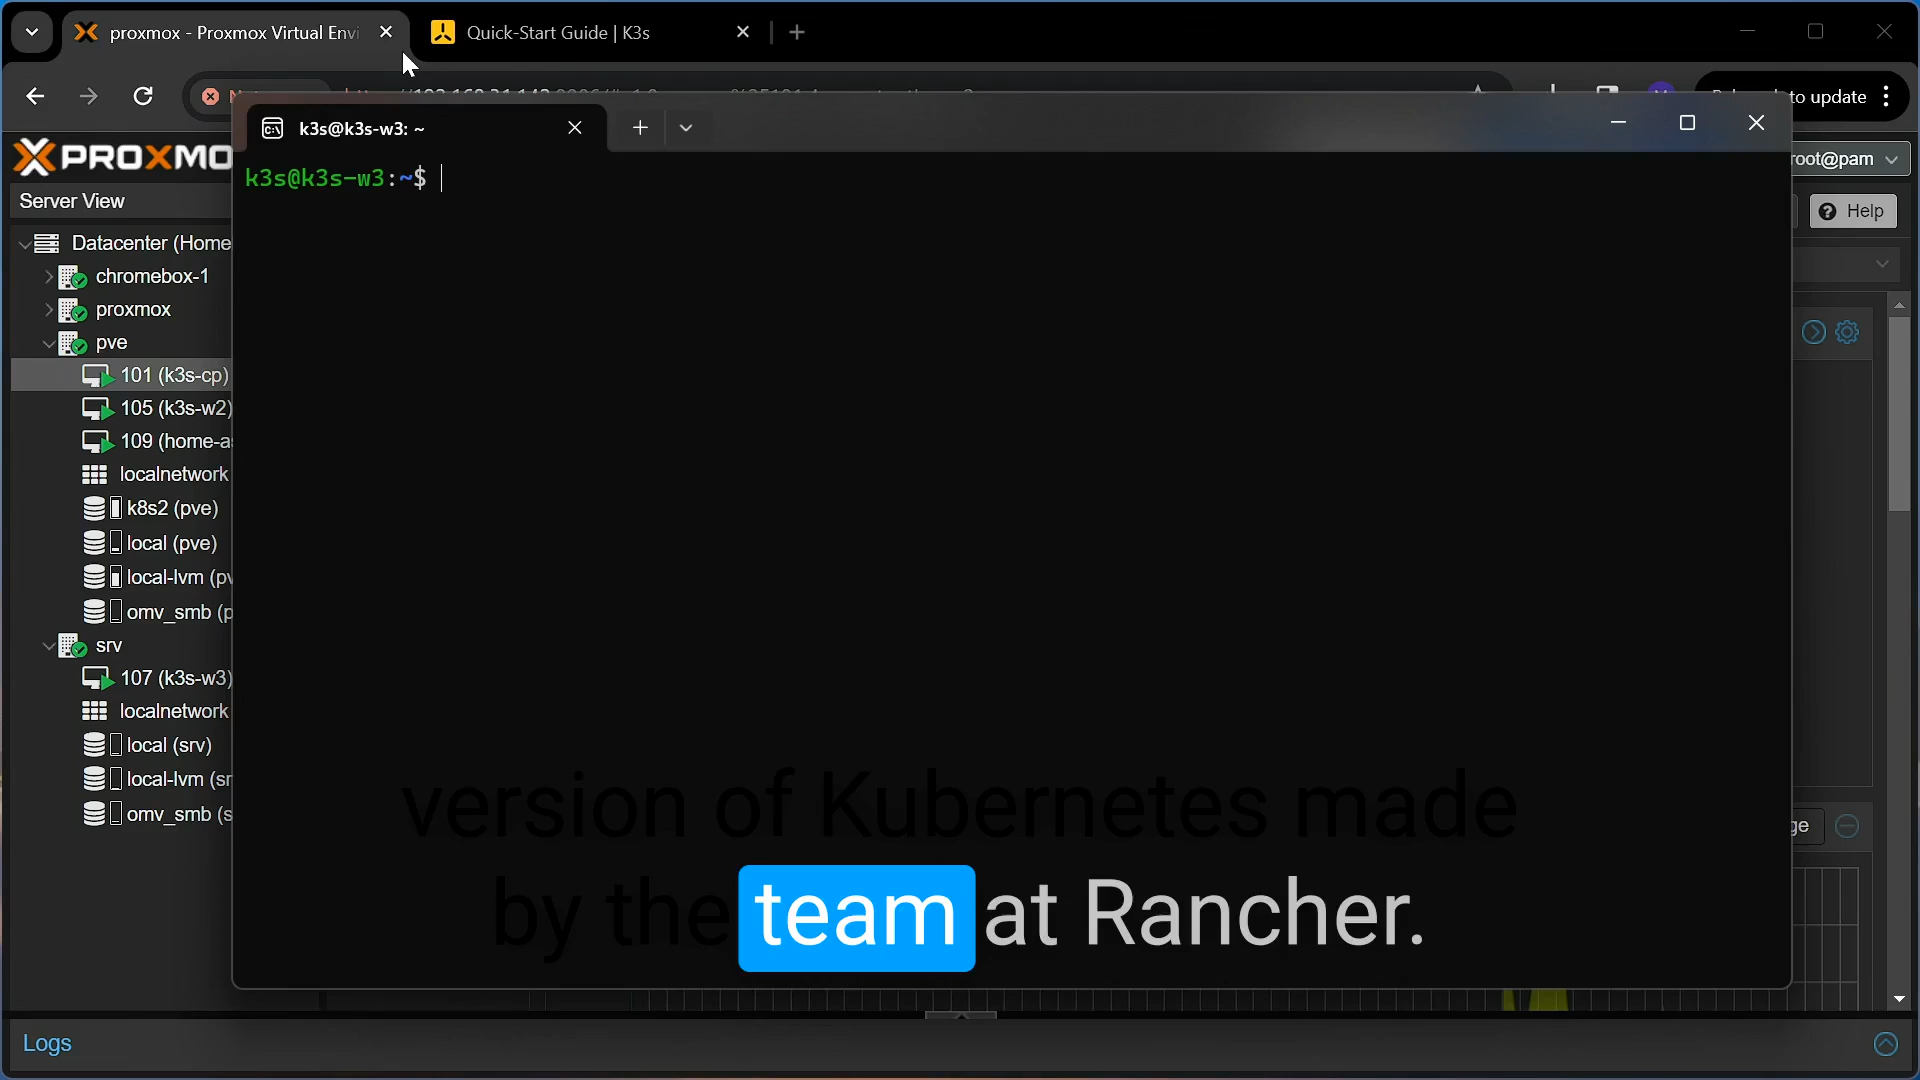 proxmox - Proxmox Virtual Envi
Quick-Start Guide | K3s
to update
k3s@k3s-w3: ~
PROXMO
root@pam
k3s@k3s-w3:~$
Server View
Help
Datacenter (Home
chromebox-1
proxmox
pve
101 (k3s-cp)
105 (k3s-w2)
109 (home-as
localnetwork
k8s2 (pve)
local (pve)
local-lvm (pv
omv_smb (p
srv
107 (k3s-w3)
localnetwork
local (srv)
local-lvm (sr
omv_smb (s
version of Kubernetes made
by the team at Rancher.
Logs